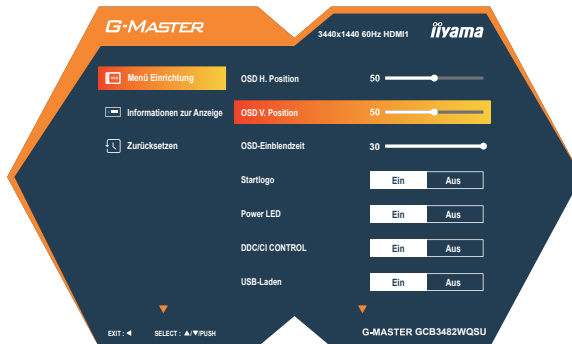 G-MASTER
3440x1440 60Hz HDMI1
iiyama
Menü Einrichtung
OSD H. Position
50
Informationen zur Anzeige
OSD V. Position
50
Zurücksetzen
OSD-Einblendzeit
30
Startlogo
Ein
Aus
Power LED
Ein
Aus
DDC/CI CONTROL
Ein
Aus
USB-Laden
Ein
Aus
EXIT : ◀
SELECT : ▲/▼/PUSH
G-MASTER GCB3482WQSU